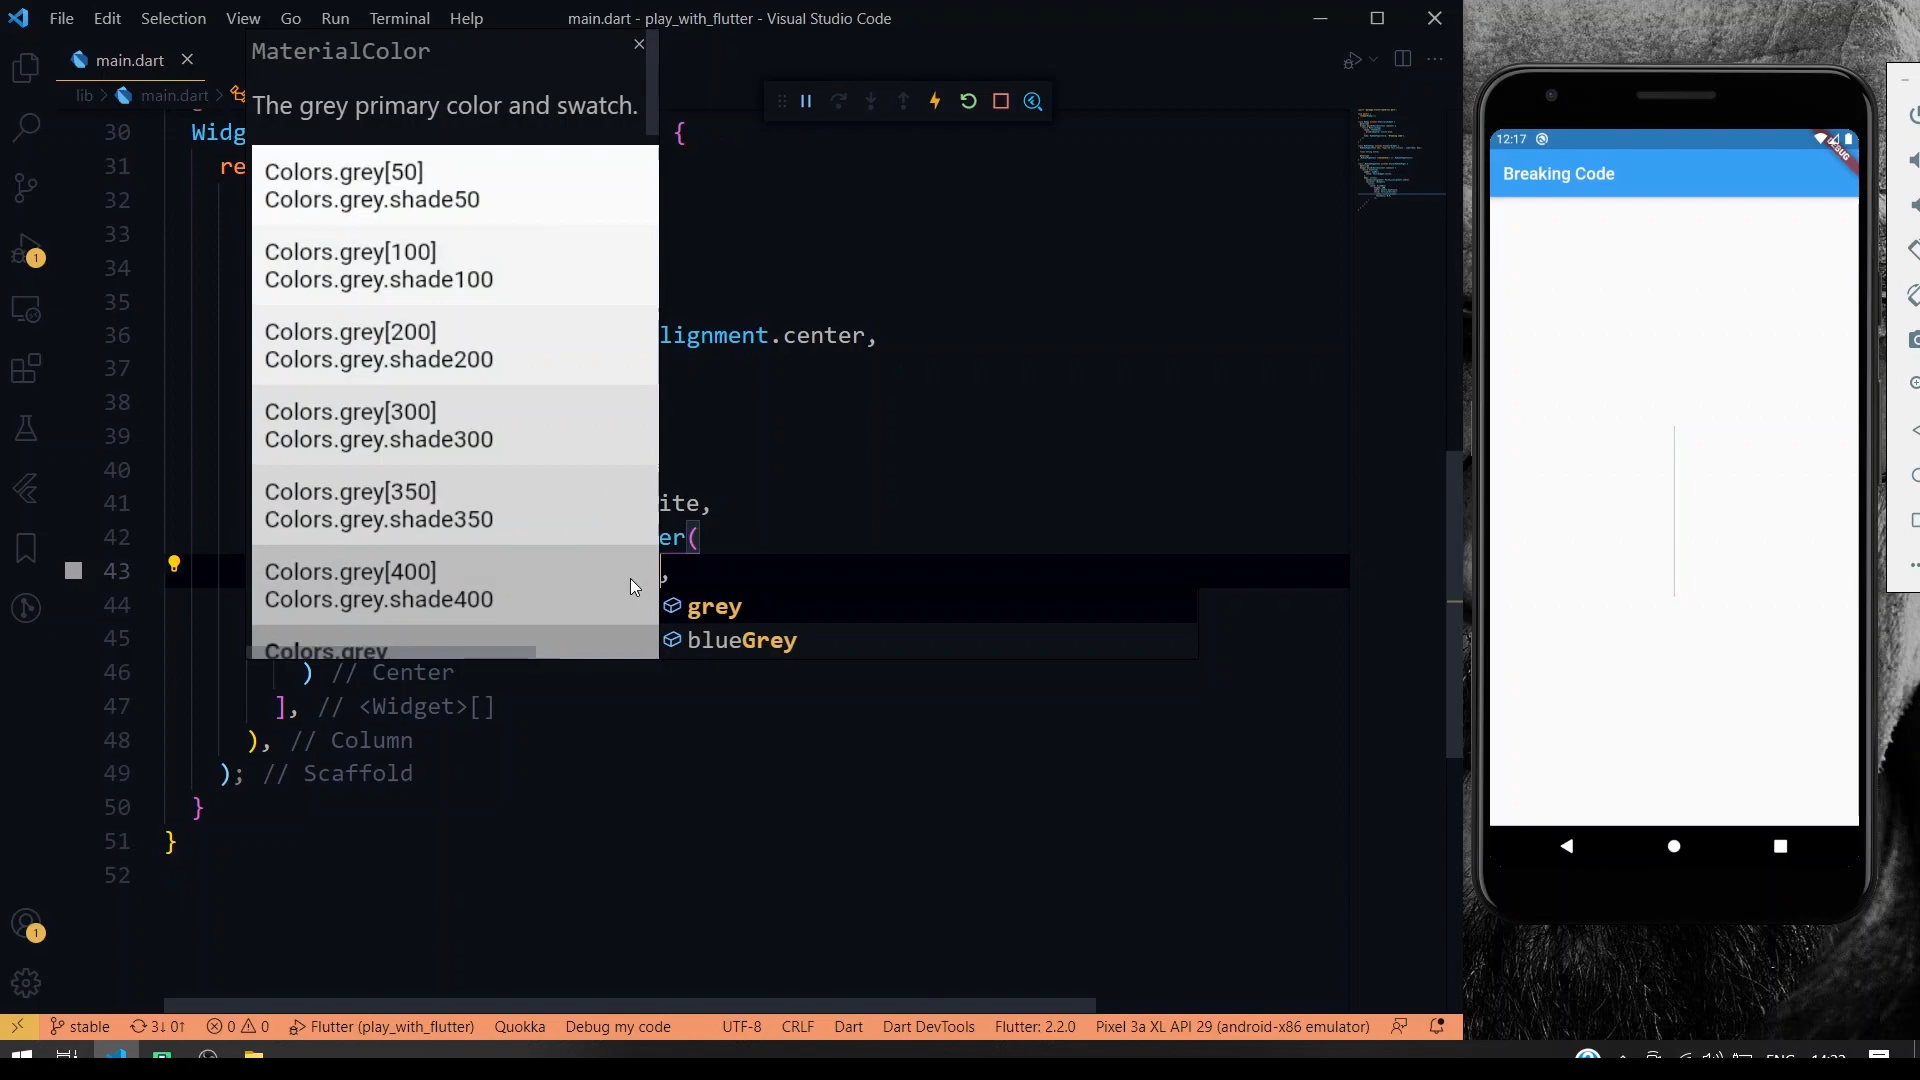 File Edit Selection View Go Run Terminal Help
main.dart - play_with_flutter - Visual Studio Code
main.dart
lib > main.dart >
MaterialColor
The grey primary color and swatch.
Colors.grey[50]
Colors.grey.shade50
Colors.grey[100]
Colors.grey.shade100
Colors.grey[200]
Colors.grey.shade200
Colors.grey[300]
Colors.grey.shade300
Colors.grey[350]
Colors.grey.shade350
Colors.grey[400]
Colors.grey.shade400
Colors.grey
30 Widg {
31 re
32
33
34
35
36 lignment.center,
37
38
39
40
41 ite,
42 er(
43 ,
grey
blueGrey
44
45
46 ) // Center
47 ], // <Widget>[]
48 ), // Column
49 ); // Scaffold
50 }
51 }
52
1
1
stable 3↓ 0↑ 0 0 Flutter (play_with_flutter) Quokka Debug my code UTF-8 CRLF Dart Dart DevTools Flutter: 2.2.0 Pixel 3a XL API 29 (android-x86 emulator)
12:17
DEBUG
Breaking Code